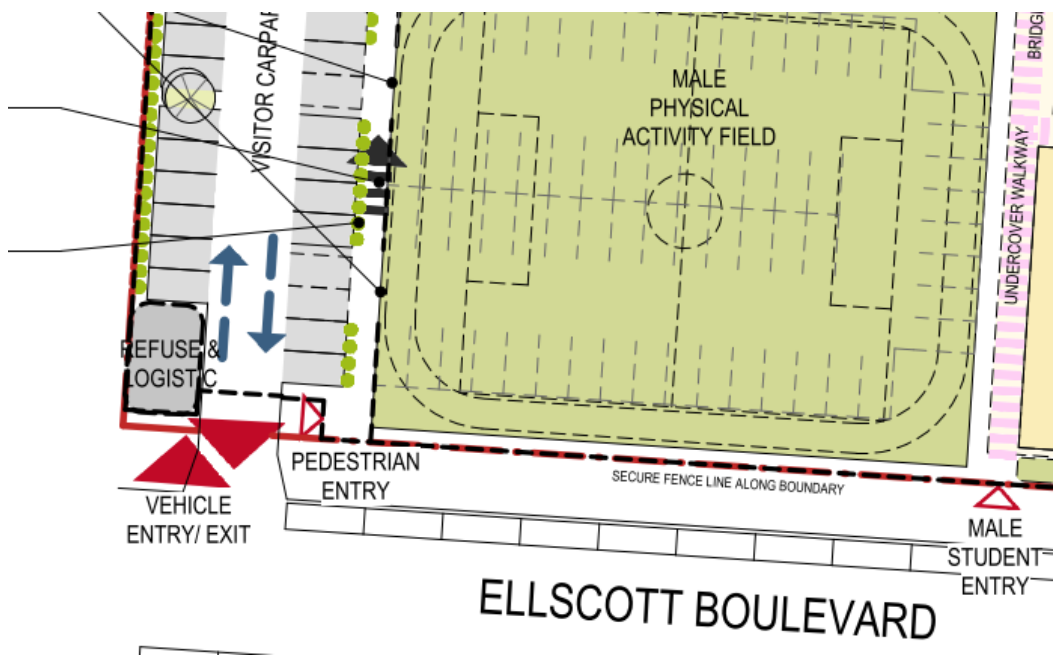 VISITOR CARPAR
MALE
PHYSICAL
ACTIVITY FIELD
BRIDG
UNDERCOVER WALKWAY
REFUSE &
LOGISTIC
PEDESTRIAN
ENTRY
SECURE FENCE LINE ALONG BOUNDARY
VEHICLE
ENTRY/ EXIT
MALE
STUDENT
ENTRY
ELLSCOTT BOULEVARD